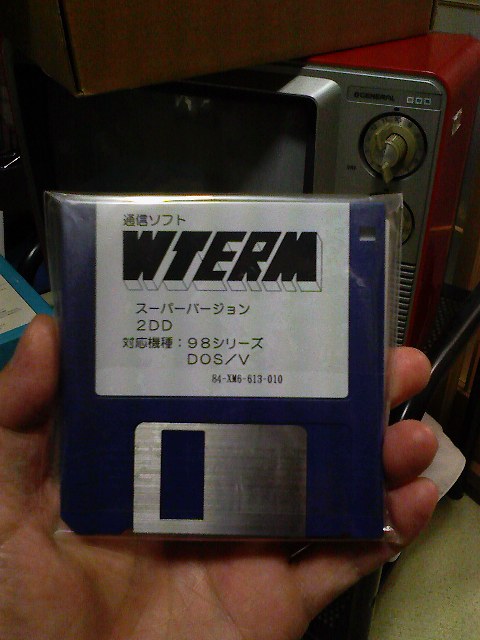 GENERAL
通信ソフト
WTERM
スーパーバージョン
2DD
対応機種：98シリーズ
DOS/V
84-XM6-613-010